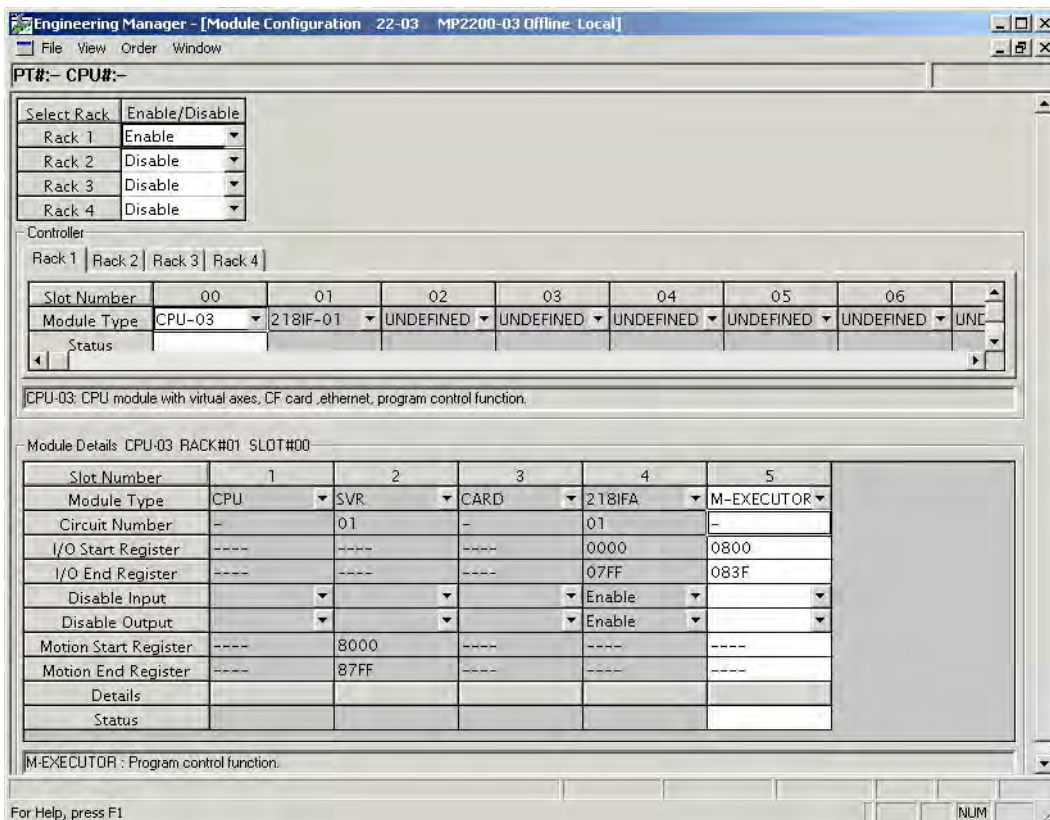 Engineering Manager - [Module Configuration 22-03 MP2200-03 Offline Local]
File View Order Window
PT#:– CPU#:–
Select Rack Enable/Disable
Rack 1 Enable
Rack 2 Disable
Rack 3 Disable
Rack 4 Disable
Controller
Rack 1 Rack 2 Rack 3 Rack 4
Slot Number 00 01 02 03 04 05 06
Module Type CPU-03 218IF-01 UNDEFINED UNDEFINED UNDEFINED UNDEFINED UNDEFINED UND
Status
CPU-03: CPU module with virtual axes, CF card ,ethernet, program control function.
Module Details CPU-03 RACK#01 SLOT#00
Slot Number 1 2 3 4 5
Module Type CPU SVR CARD 218IFA M-EXECUTOR
Circuit Number – 01 – 01 –
I/O Start Register ---- ---- ---- 0000 0800
I/O End Register ---- ---- ---- 07FF 083F
Disable Input Enable
Disable Output Enable
Motion Start Register ---- 8000 ---- ---- ----
Motion End Register ---- 87FF ---- ---- ----
Details
Status
M-EXECUTOR : Program control function.
For Help, press F1 NUM